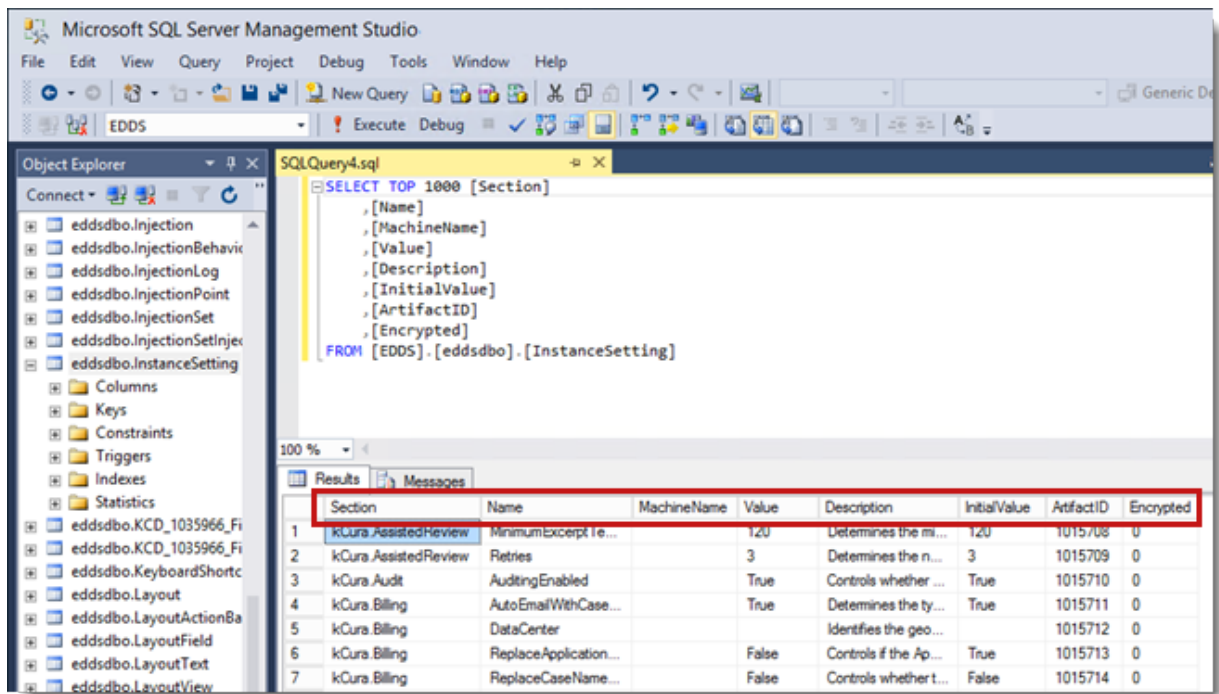 Microsoft SQL Server Management Studio
File Edit View Query Project Debug Tools Window Help
New Query Generic De
EDDS Execute Debug
Object Explorer
Connect
eddsdbo.Injection
eddsdbo.InjectionBehavic
eddsdbo.InjectionLog
eddsdbo.InjectionPoint
eddsdbo.InjectionSet
eddsdbo.InjectionSetInjec
eddsdbo.InstanceSetting
Columns
Keys
Constraints
Triggers
Indexes
Statistics
eddsdbo.KCD_1035966_Fi
eddsdbo.KCD_1035966_Fi
eddsdbo.KeyboardShortc
eddsdbo.Layout
eddsdbo.LayoutActionBa
eddsdbo.LayoutField
eddsdbo.LayoutText
eddsdbo.LayoutView
SQLQuery4.sql
SELECT TOP 1000 [Section]
,[Name]
,[MachineName]
,[Value]
,[Description]
,[InitialValue]
,[ArtifactID]
,[Encrypted]
FROM [EDDS].[eddsdbo].[InstanceSetting]
100 %
Results Messages
Section Name MachineName Value Description InitialValue ArtifactID Encrypted
1 kCura.AssistedReview MinimumExcerptTe... 120 Determines the mi... 120 1015708 0
2 kCura.AssistedReview Retries 3 Determines the n... 3 1015709 0
3 kCura.Audit AuditingEnabled True Controls whether ... True 1015710 0
4 kCura.Billing AutoEmailWithCase... True Determines the ty... True 1015711 0
5 kCura.Billing DataCenter Identifies the geo... 1015712 0
6 kCura.Billing ReplaceApplication... False Controls if the Ap... True 1015713 0
7 kCura.Billing ReplaceCaseName... False Controls whether t... False 1015714 0